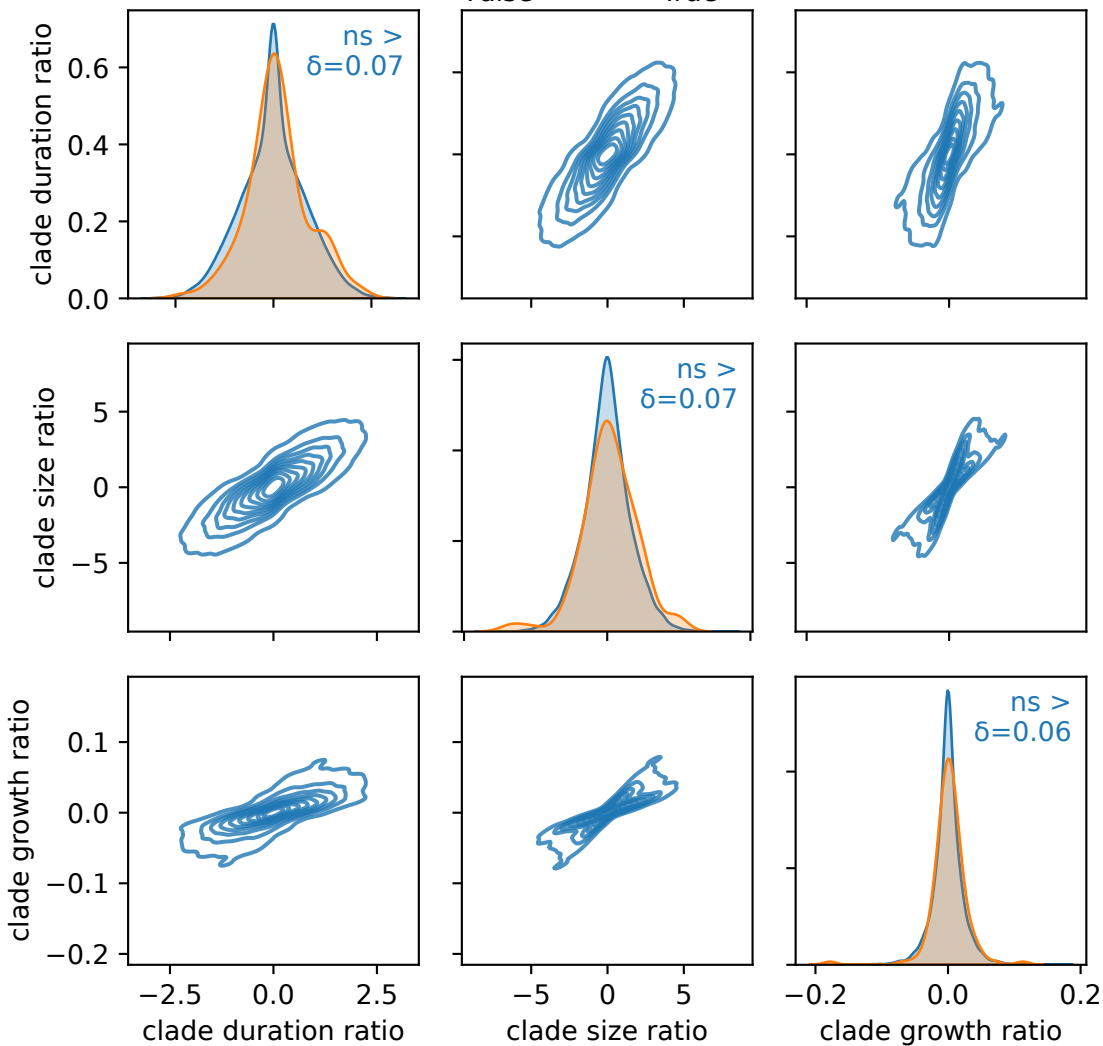 clade duration ratio
0.6
0.4
0.2
0.0
ns >
δ=0.07
clade size ratio
5
0
−5
ns >
δ=0.07
clade growth ratio
0.1
0.0
−0.1
−0.2
ns >
δ=0.06
−2.5 0.0 2.5
−5 0 5
−0.2 0.0 0.2
clade duration ratio
clade size ratio
clade growth ratio